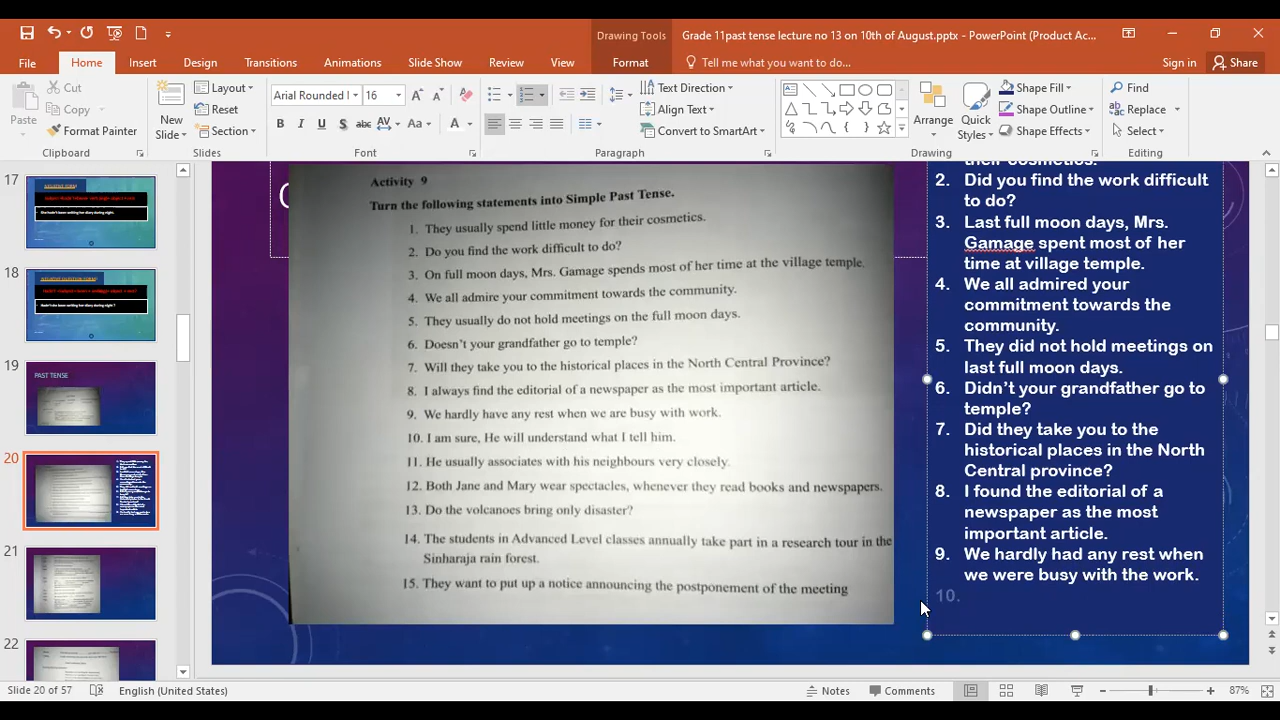 Drawing Tools
Grade 11past tense lecture no 13 on 10th of August.pptx - PowerPoint (Product Ac...
File Home Insert Design Transitions Animations Slide Show Review View Format Tell me what you want to do... Sign in Share
Paste
Cut
Copy
Format Painter
Clipboard
New Slide
Layout
Reset
Section
Slides
Arial Rounded 16
Font
Text Direction
Align Text
Convert to SmartArt
Paragraph
Arrange
Quick Styles
Shape Fill
Shape Outline
Shape Effects
Drawing
Find
Replace
Select
Editing
17
18
19
PAST TENSE
20
21
22
Activity 9
Turn the following statements into Simple Past Tense.
1. They usually spend little money for their cosmetics.
2. Do you find the work difficult to do?
3. On full moon days, Mrs. Gamage spends most of her time at the village temple.
4. We all admire your commitment towards the community.
5. They usually do not hold meetings on the full moon days.
6. Doesn't your grandfather go to temple?
7. Will they take you to the historical places in the North Central Province?
8. I always find the editorial of a newspaper as the most important article.
9. We hardly have any rest when we are busy with work.
10. I am sure, He will understand what I tell him.
11. He usually associates with his neighbours very closely.
12. Both Jane and Mary wear spectacles, whenever they read books and newspapers.
13. Do the volcanoes bring only disaster?
14. The students in Advanced Level classes annually take part in a research tour in the
Sinharaja rain forest.
15. They want to put up a notice announcing the postponement of the meeting
their cosmetics.
2. Did you find the work difficult
to do?
3. Last full moon days, Mrs.
Gamage spent most of her
time at village temple.
4. We all admired your
commitment towards the
community.
5. They did not hold meetings on
last full moon days.
6. Didn't your grandfather go to
temple?
7. Did they take you to the
historical places in the North
Central province?
8. I found the editorial of a
newspaper as the most
important article.
9. We hardly had any rest when
we were busy with the work.
10.
Slide 20 of 57 English (United States) Notes Comments 87%